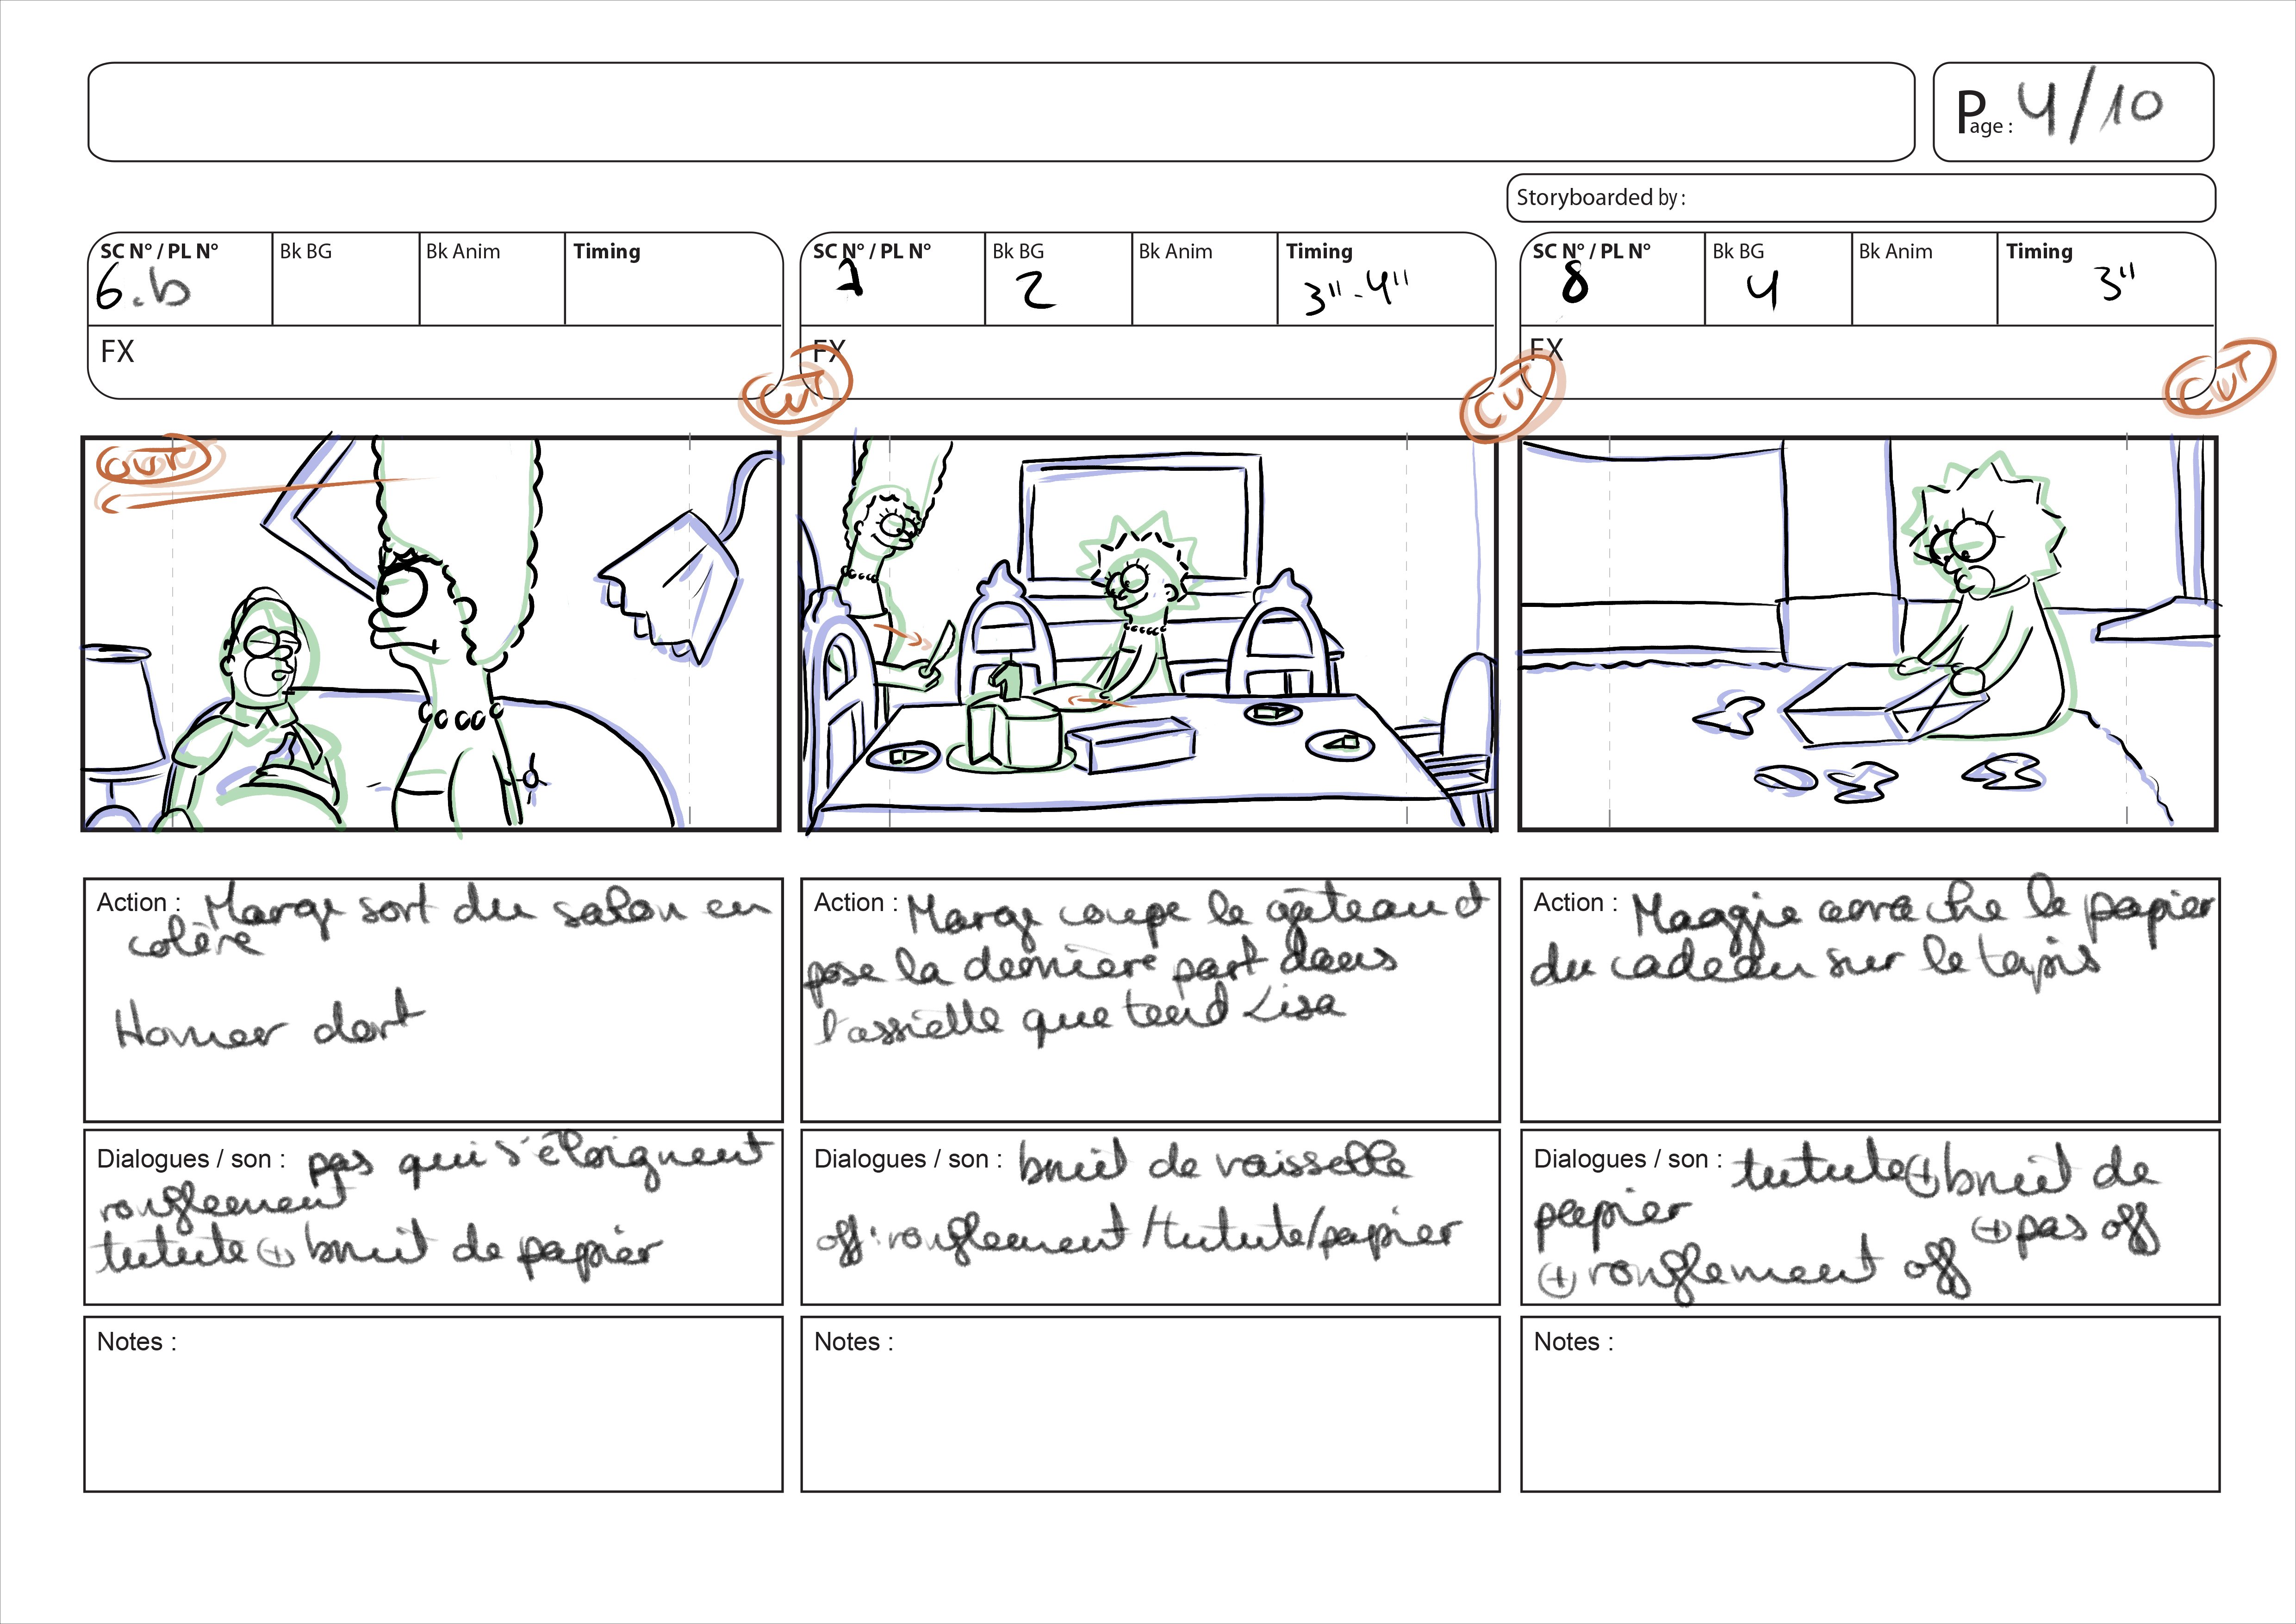 Page : 4/10
Storyboarded by :
SC N° / PL N° Bk BG Bk Anim Timing
6.b
FX
CUT
OUT
Action : Marge sort du salon en
colère
Homer dort
Dialogues / son : pas qui s'éloignent
ronflement
tutute + bruit de papier
Notes :
SC N° / PL N° Bk BG Bk Anim Timing
7 2 3"-4"
FX
CUT
Action : Marge coupe le gâteau et
pose la dernière part dans
l'assiette que tend Lisa
Dialogues / son : bruit de vaisselle
off : ronflement / tutute / papier
Notes :
SC N° / PL N° Bk BG Bk Anim Timing
8 4 3"
FX
CUT
Action : Maggie arrache le papier
du cadeau sur le tapis
Dialogues / son : tutute + bruit de
papier
+ pas off
+ ronflement off
Notes :